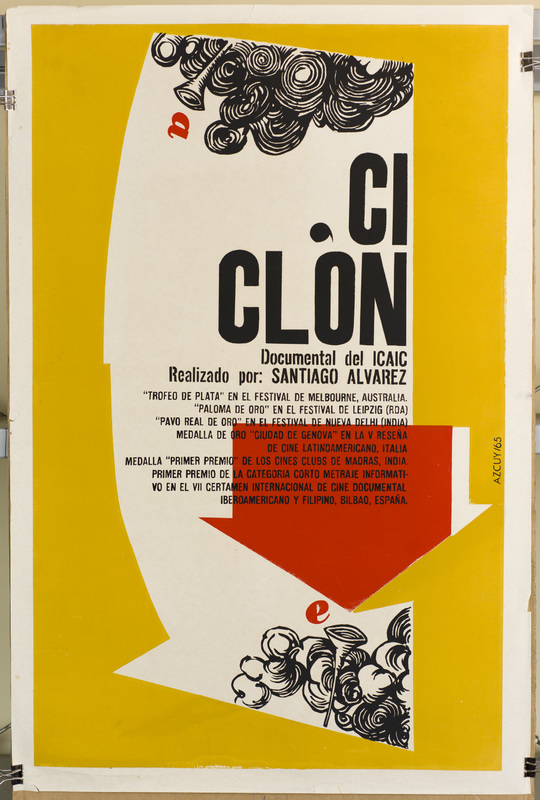 a
CI
CLÓN
Documental del ICAIC
Realizado por: SANTIAGO ALVAREZ
"TROFEO DE PLATA" EN EL FESTIVAL DE MELBOURNE, AUSTRALIA.
"PALOMA DE ORO" EN EL FESTIVAL DE LEIPZIG (RDA)
"PAVO REAL DE ORO" EN EL FESTIVAL DE NUEVA DELHI (INDIA)
MEDALLA DE ORO "CIUDAD DE GENOVA" EN LA V RESEÑA
DE CINE LATINOAMERICANO, ITALIA
MEDALLA "PRIMER PREMIO" DE LOS CINES CLUBS DE MADRAS, INDIA.
PRIMER PREMIO DE LA CATEGORIA CORTO METRAJE INFORMATI-
VO EN EL VII CERTAMEN INTERNACIONAL DE CINE DOCUMENTAL
IBEROAMERICANO Y FILIPINO, BILBAO, ESPAÑA.
AZCUY/65
e